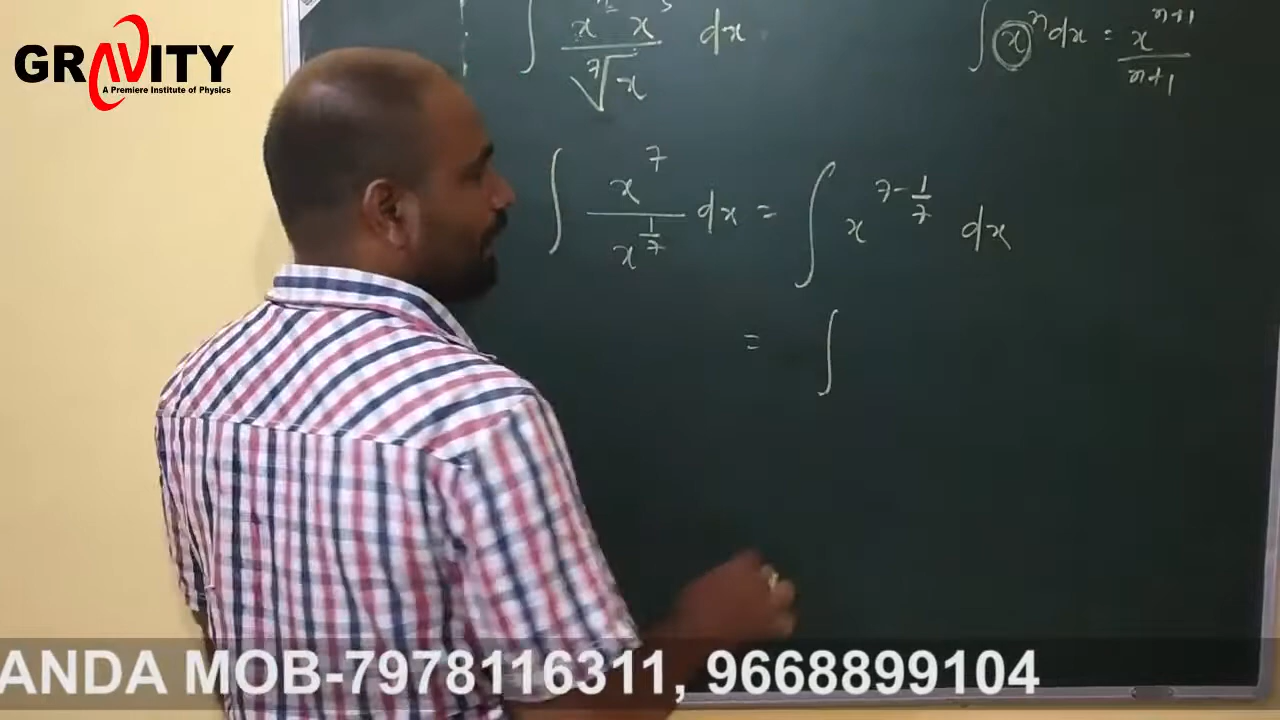 GRAVITY
A Premiere Institute of Physics
∫ x x⁵ / ⁷√x dx
∫ xⁿ dx = xⁿ⁺¹ / n+1
∫ x⁷ / x^(1/7) dx = ∫ x^(7-1/7) dx
= ∫
ANDA MOB-7978116311, 9668899104